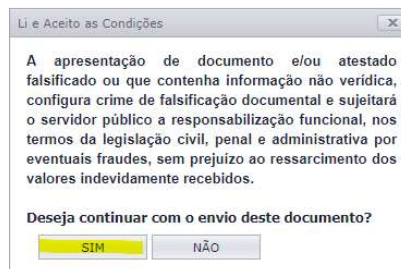 Li e Aceito as Condições
A apresentação de documento e/ou atestado
falsificado ou que contenha informação não verídica,
configura crime de falsificação documental e sujeitará
o servidor público a responsabilização funcional, nos
termos da legislação civil, penal e administrativa por
eventuais fraudes, sem prejuízo ao ressarcimento dos
valores indevidamente recebidos.
Deseja continuar com o envio deste documento?
SIM NÃO